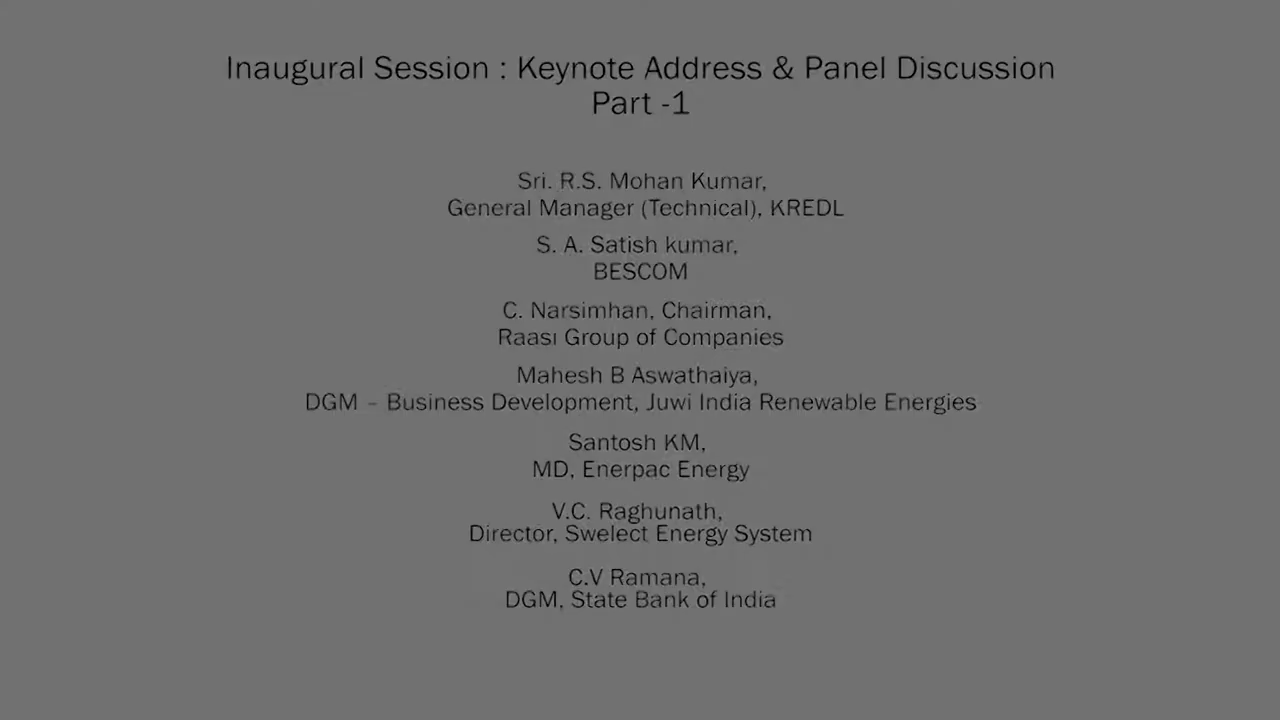 Inaugural Session : Keynote Address & Panel Discussion
Part -1
Sri. R.S. Mohan Kumar,
General Manager (Technical), KREDL
S. A. Satish kumar,
BESCOM
C. Narsimhan, Chairman,
Raasi Group of Companies
Mahesh B Aswathaiya,
DGM – Business Development, Juwi India Renewable Energies
Santosh KM,
MD, Enerpac Energy
V.C. Raghunath,
Director, Swelect Energy System
C.V Ramana,
DGM, State Bank of India